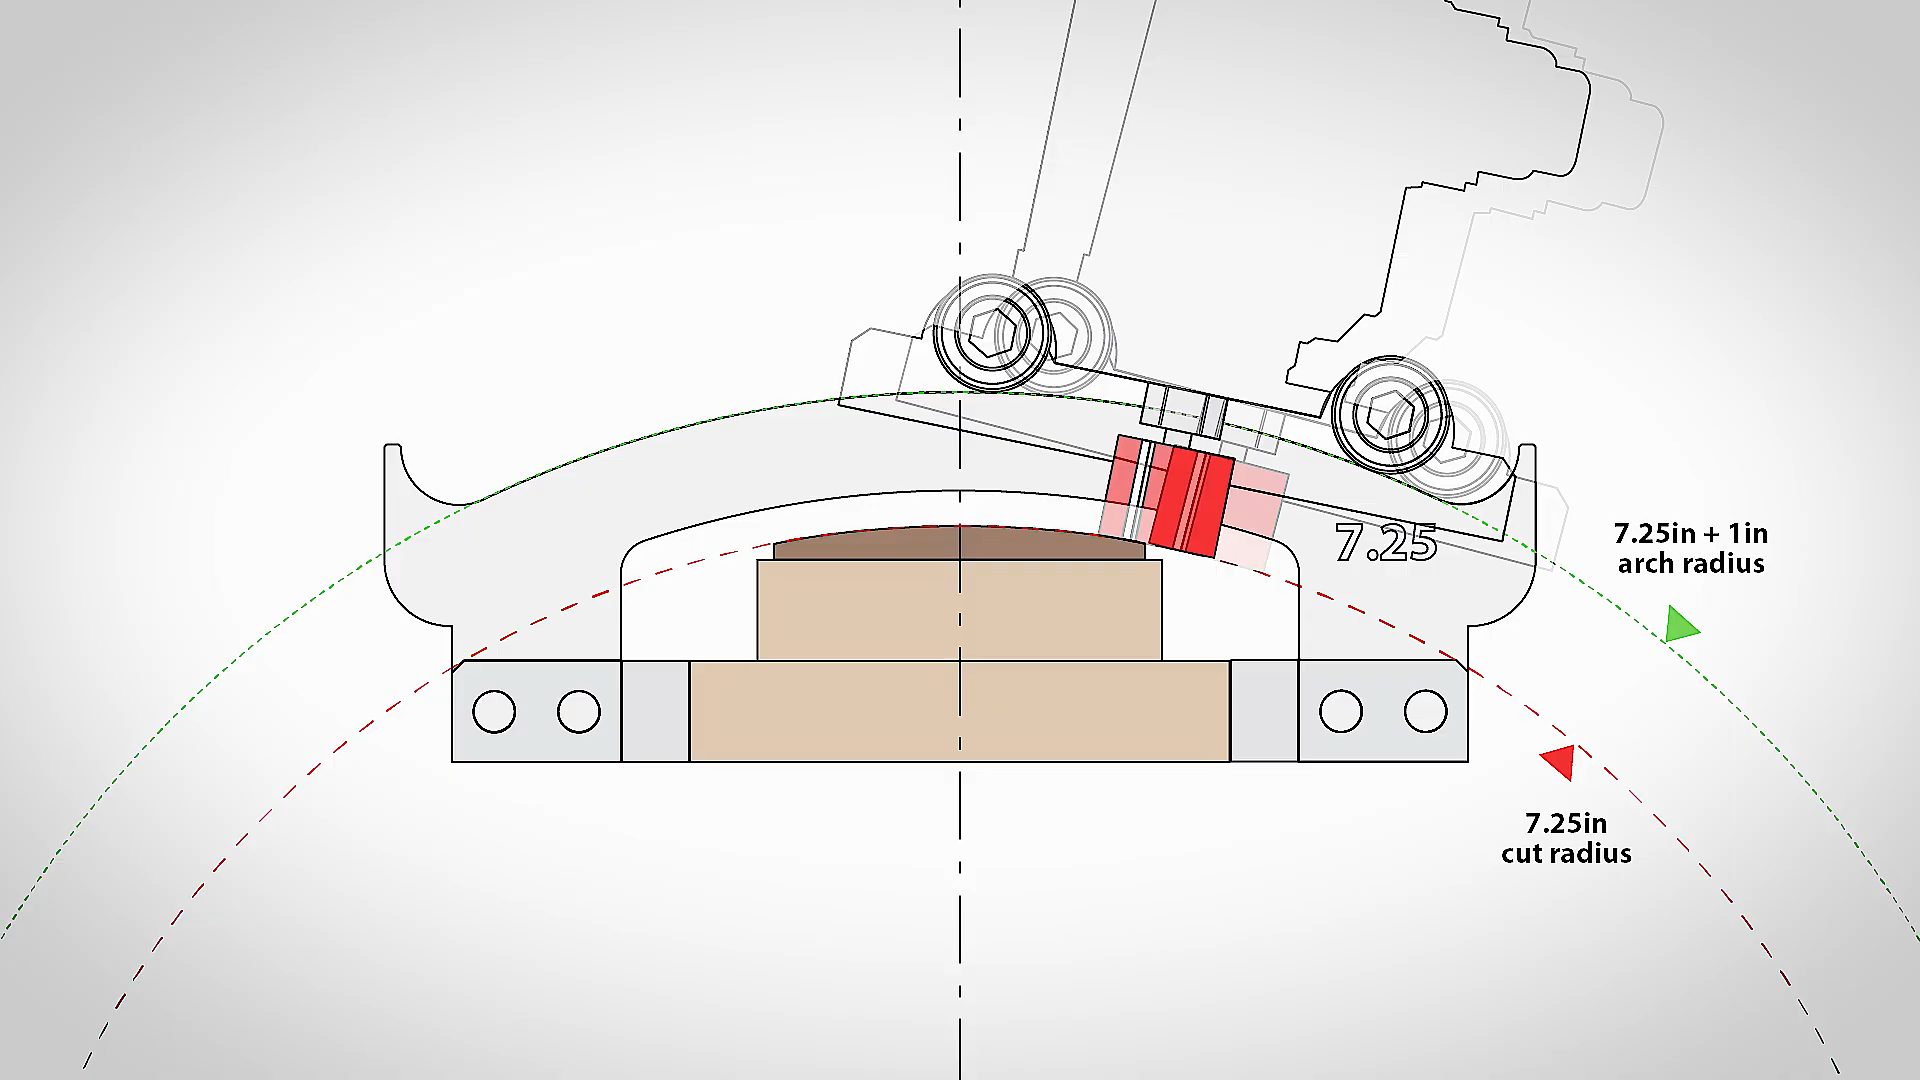 7.25
7.25in + 1in
arch radius
7.25in
cut radius